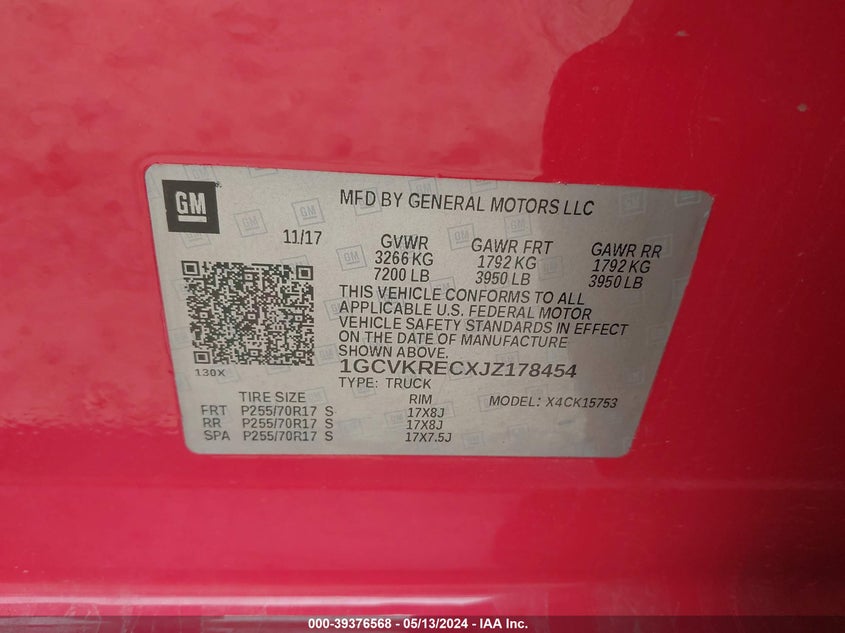 GM
MFD BY GENERAL MOTORS LLC
11/17
GVWR GAWR FRT GAWR RR
3266 KG 1792 KG 1792 KG
7200 LB 3950 LB 3950 LB
THIS VEHICLE CONFORMS TO ALL
APPLICABLE U.S. FEDERAL MOTOR
VEHICLE SAFETY STANDARDS IN EFFECT
ON THE DATE OF MANUFACTURE
SHOWN ABOVE.
130X
1GCVKRECXJZ178454
TYPE: TRUCK
TIRE SIZE RIM MODEL: X4CK15753
FRT P255/70R17 S 17X8J
RR P255/70R17 S 17X8J
SPA P255/70R17 S 17X7.5J
000-39376568 — 05/13/2024 — IAA Inc.